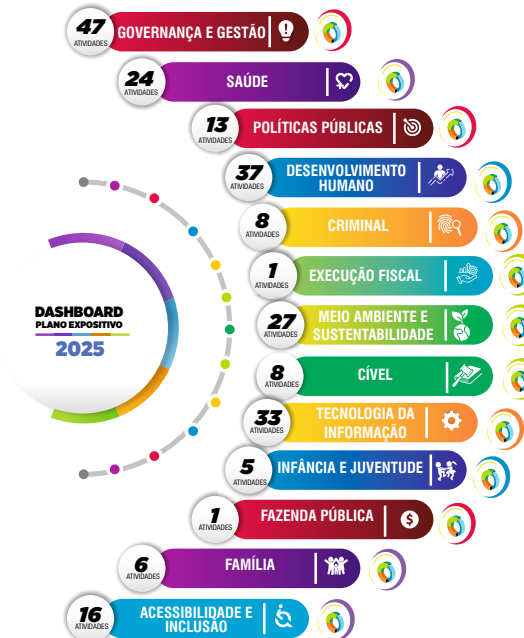 47
ATIVIDADES
GOVERNANÇA E GESTÃO
24
ATIVIDADES
SAÚDE
13
ATIVIDADES
POLÍTICAS PÚBLICAS
37
ATIVIDADES
DESENVOLVIMENTO
HUMANO
8
ATIVIDADES
CRIMINAL
1
ATIVIDADES
EXECUÇÃO FISCAL
DASHBOARD
PLANO EXPOSITIVO
2025
27
ATIVIDADES
MEIO AMBIENTE E
SUSTENTABILIDADE
8
ATIVIDADES
CÍVEL
33
ATIVIDADES
TECNOLOGIA DA
INFORMAÇÃO
5
ATIVIDADES
INFÂNCIA E JUVENTUDE
1
ATIVIDADES
FAZENDA PÚBLICA
$
6
ATIVIDADES
FAMÍLIA
16
ATIVIDADES
ACESSIBILIDADE E
INCLUSÃO